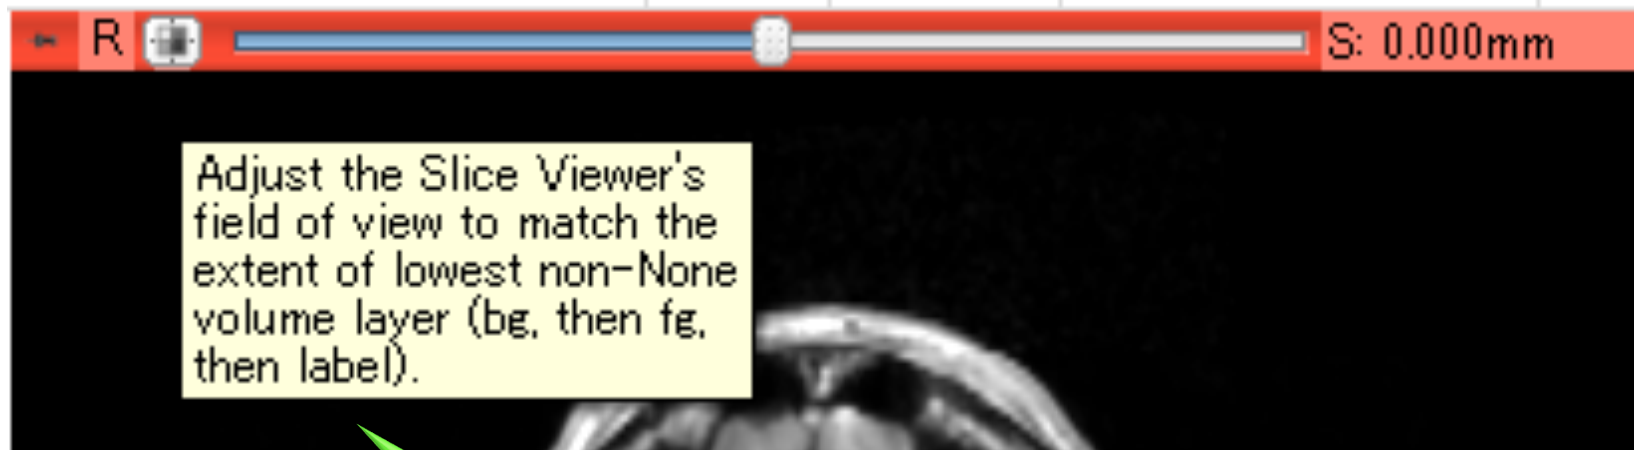 R S: 0.000mm
Adjust the Slice Viewer's
field of view to match the
extent of lowest non-None
volume layer (bg, then fg,
then label).